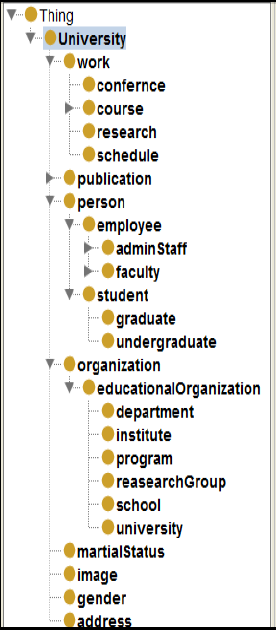 Thing
University
work
confernce
course
research
schedule
publication
person
employee
adminStaff
faculty
student
graduate
undergraduate
organization
educationalOrganization
department
institute
program
reasearchGroup
school
university
martialStatus
image
gender
address